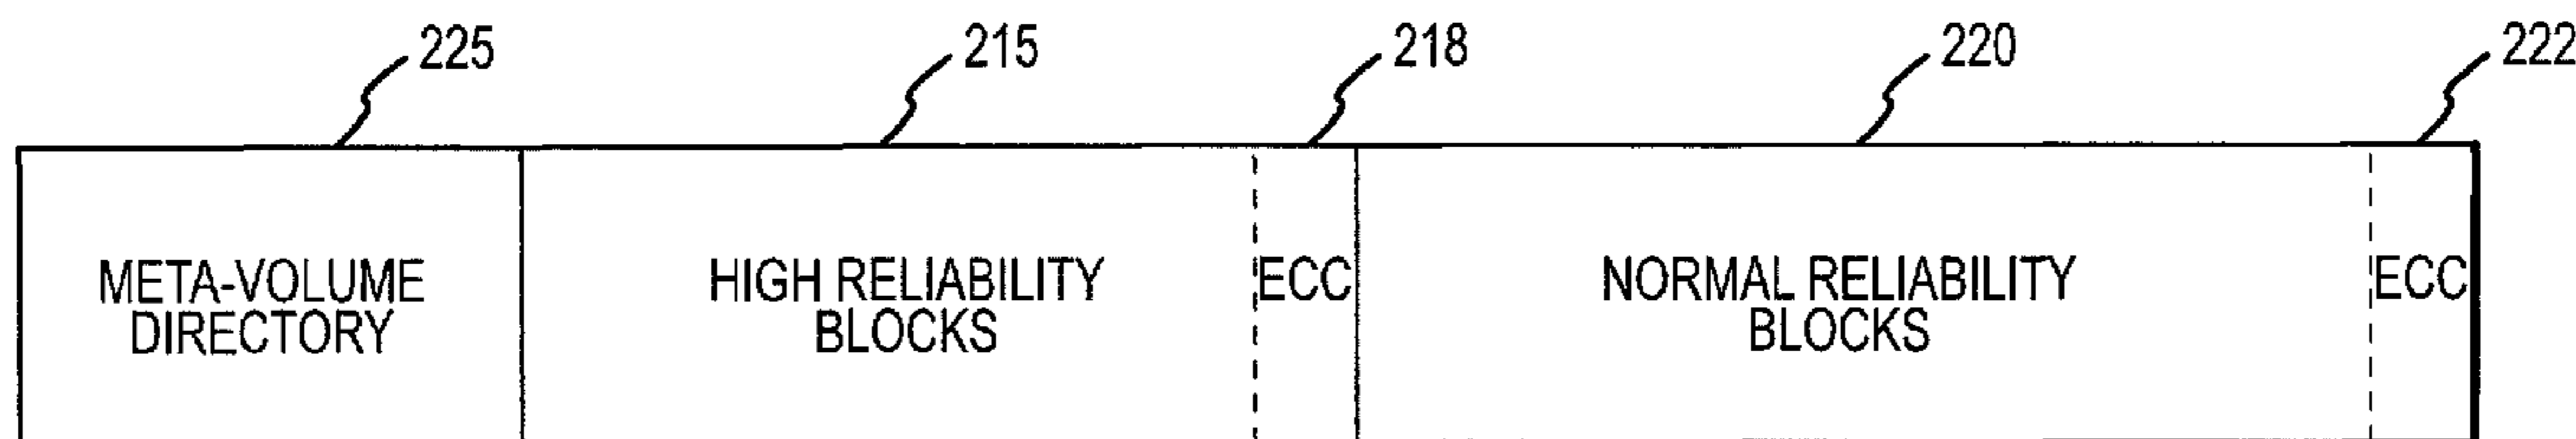 225 215 218 220 222
META-VOLUME DIRECTORY
HIGH RELIABILITY BLOCKS
ECC
NORMAL RELIABILITY BLOCKS
ECC